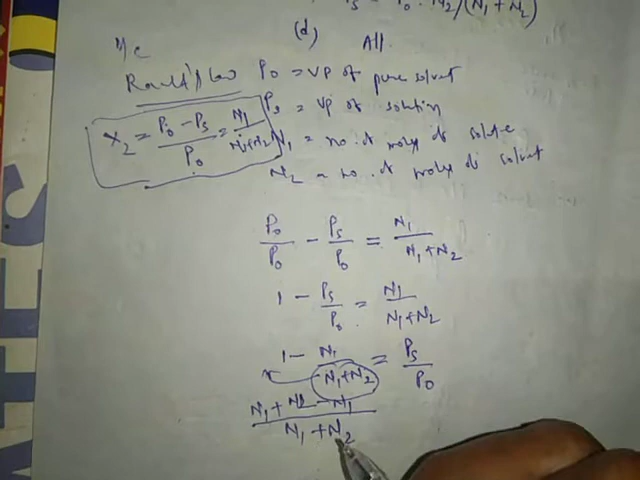 Ps = P0 . N2/(N1+N2)
(d) All.
Raoult's law P0 = VP of pure solvent
Ps = VP of solution
X2 = P0 - Ps / P0 = N1 / N1+N2
N1 = no. of moles of solute
N2 = no. of moles of solvent
P0/P0 - Ps/P0 = N1/N1+N2
1 - Ps/P0 = N1/N1+N2
1 - N1/N1+N2 = Ps/P0
N1+N2-N1/N1+N2
ATES